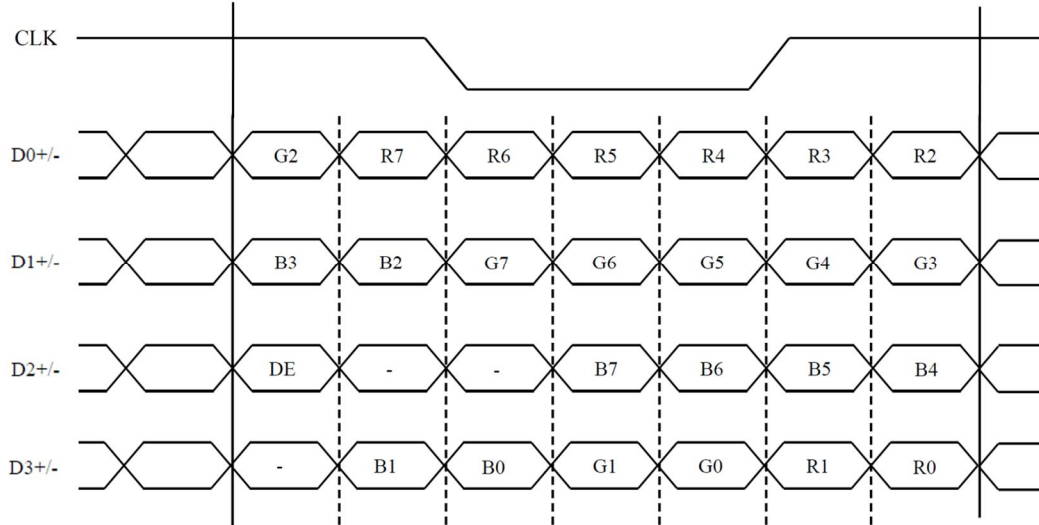 CLK
D0+/- G2 R7 R6 R5 R4 R3 R2
D1+/- B3 B2 G7 G6 G5 G4 G3
D2+/- DE - - B7 B6 B5 B4
D3+/- - B1 B0 G1 G0 R1 R0